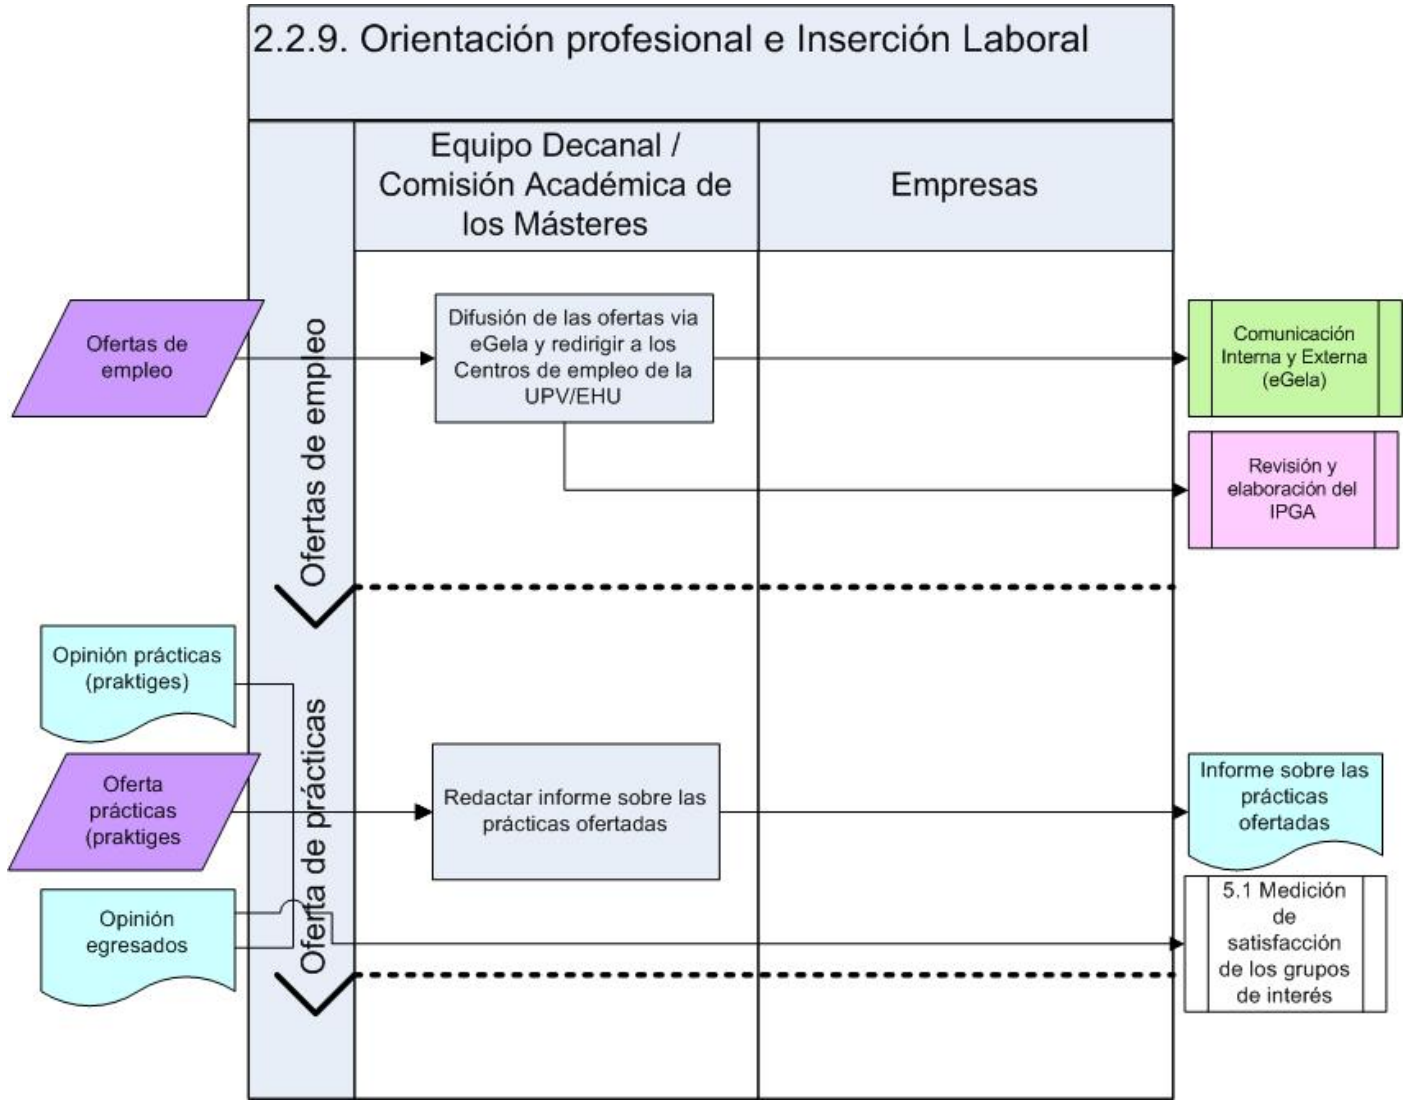 2.2.9. Orientación profesional e Inserción Laboral
Equipo Decanal /
Comisión Académica de
los Másteres
Empresas
Ofertas de empleo
Ofertas de
empleo
Difusión de las ofertas via
eGela y redirigir a los
Centros de empleo de la
UPV/EHU
Comunicación
Interna y Externa
(eGela)
Revisión y
elaboración del
IPGA
Oferta de prácticas
Opinión prácticas
(praktiges)
Oferta
prácticas
(praktiges
Redactar informe sobre las
prácticas ofertadas
Informe sobre las
prácticas
ofertadas
Opinión
egresados
5.1 Medición
de
satisfacción
de los grupos
de interés